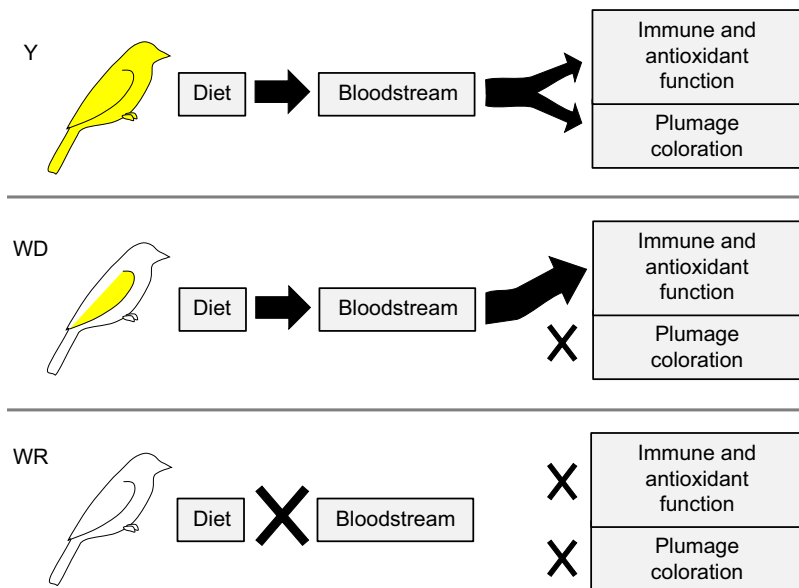 Y
Diet
Bloodstream
Immune and
antioxidant
function
Plumage
coloration
WD
Diet
Bloodstream
Immune and
antioxidant
function
Plumage
coloration
WR
Diet
Bloodstream
Immune and
antioxidant
function
Plumage
coloration